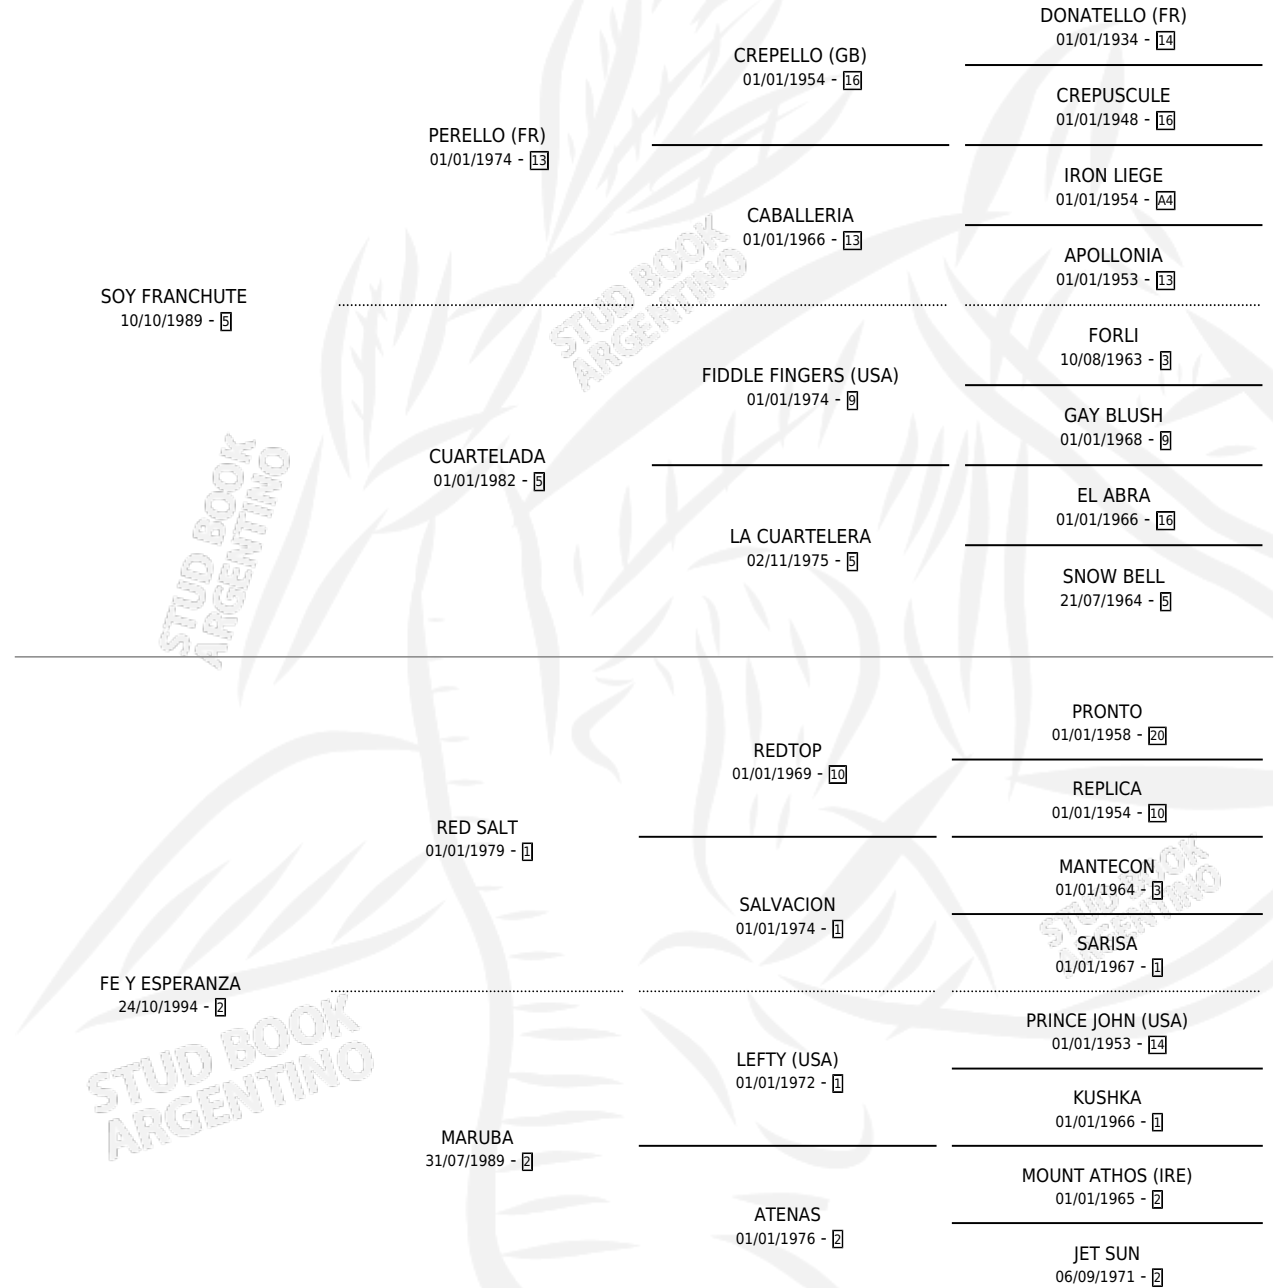 DONATELLO (FR)
01/01/1934 - 14
CREPELLO (GB)
01/01/1954 - 16
CREPUSCULE
01/01/1948 - 16
PERELLO (FR)
01/01/1974 - 13
IRON LIEGE
01/01/1954 - A4
CABALLERIA
01/01/1966 - 13
APOLLONIA
01/01/1953 - 13
SOY FRANCHUTE
10/10/1989 - 5
FORLI
10/08/1963 - 3
FIDDLE FINGERS (USA)
01/01/1974 - 9
GAY BLUSH
01/01/1968 - 9
CUARTELADA
01/01/1982 - 5
EL ABRA
01/01/1966 - 16
LA CUARTELERA
02/11/1975 - 5
SNOW BELL
21/07/1964 - 5
STUD BOOK
ARGENTINO
STUD BOOK
ARGENTINO
PRONTO
01/01/1958 - 20
REDTOP
01/01/1969 - 10
REPLICA
01/01/1954 - 10
RED SALT
01/01/1979 - 1
MANTECON
01/01/1964 - 3
SALVACION
01/01/1974 - 1
SARISA
01/01/1967 - 1
FE Y ESPERANZA
24/10/1994 - 2
PRINCE JOHN (USA)
01/01/1953 - 14
LEFTY (USA)
01/01/1972 - 1
KUSHKA
01/01/1966 - 1
MARUBA
31/07/1989 - 2
MOUNT ATHOS (IRE)
01/01/1965 - 2
ATENAS
01/01/1976 - 2
JET SUN
06/09/1971 - 2
STUD BOOK
ARGENTINO
STUD BOOK
ARGENTINO